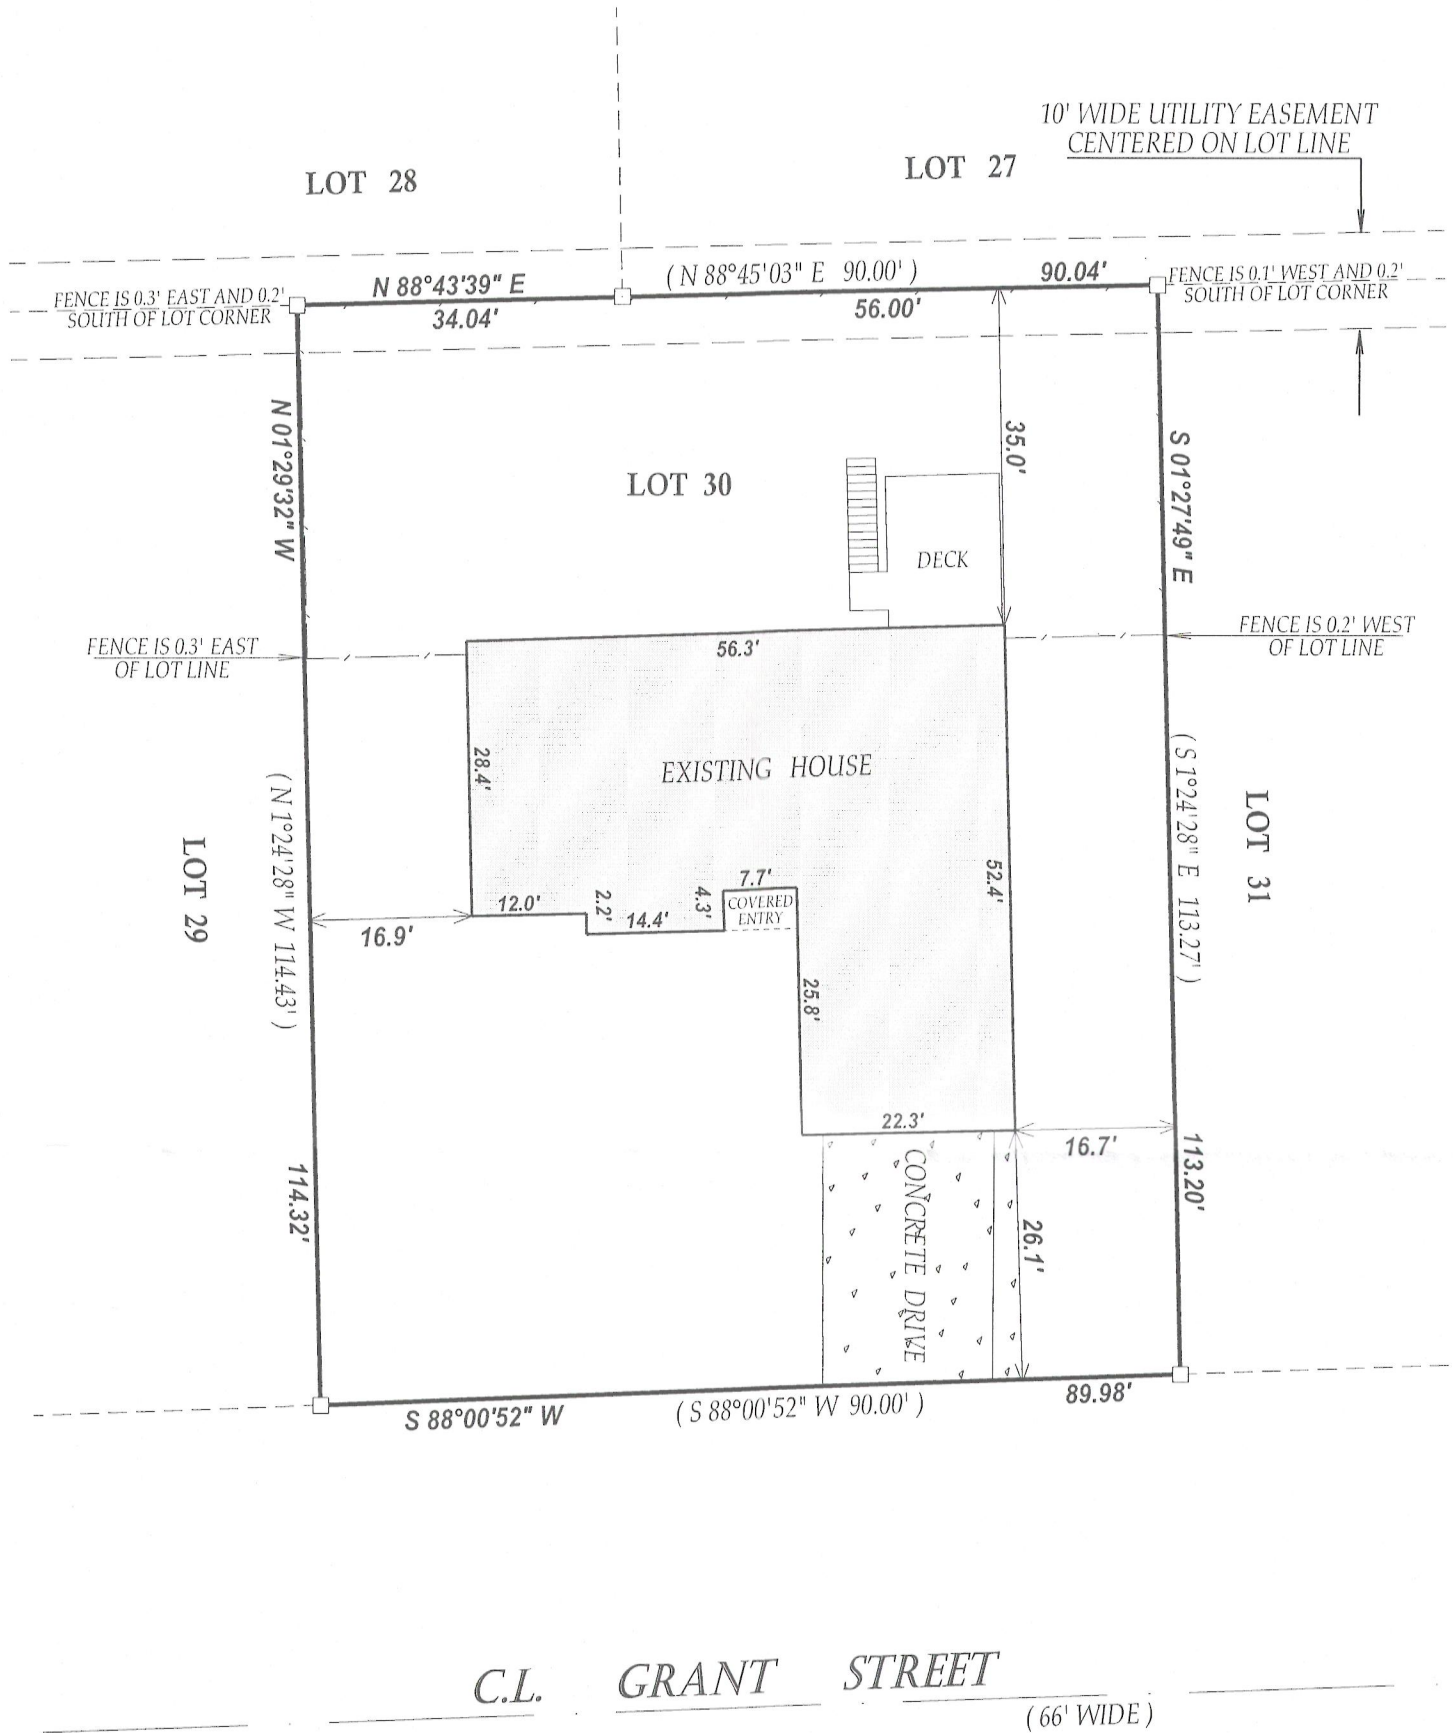 10' WIDE UTILITY EASEMENT
CENTERED ON LOT LINE
LOT 28
LOT 27
N 88°43'39" E
( N 88°45'03" E 90.00' )
90.04'
FENCE IS 0.3' EAST AND 0.2'
SOUTH OF LOT CORNER
34.04'
56.00'
FENCE IS 0.1' WEST AND 0.2'
SOUTH OF LOT CORNER
N 01°29'32" W
35.0'
S 01°27'49" E
LOT 30
DECK
FENCE IS 0.3' EAST
OF LOT LINE
56.3'
FENCE IS 0.2' WEST
OF LOT LINE
28.4'
EXISTING HOUSE
( S 1°24'28" E 113.27' )
( N 1°24'28" W 114.43' )
LOT 29
LOT 31
52.4'
12.0'
2.2'
14.4'
4.3'
7.7'
COVERED
ENTRY
16.9'
25.8'
22.3'
16.7'
114.32'
113.20'
CONCRETE DRIVE
26.1'
S 88°00'52" W
( S 88°00'52" W 90.00' )
89.98'
C.L. GRANT STREET
( 66' WIDE )